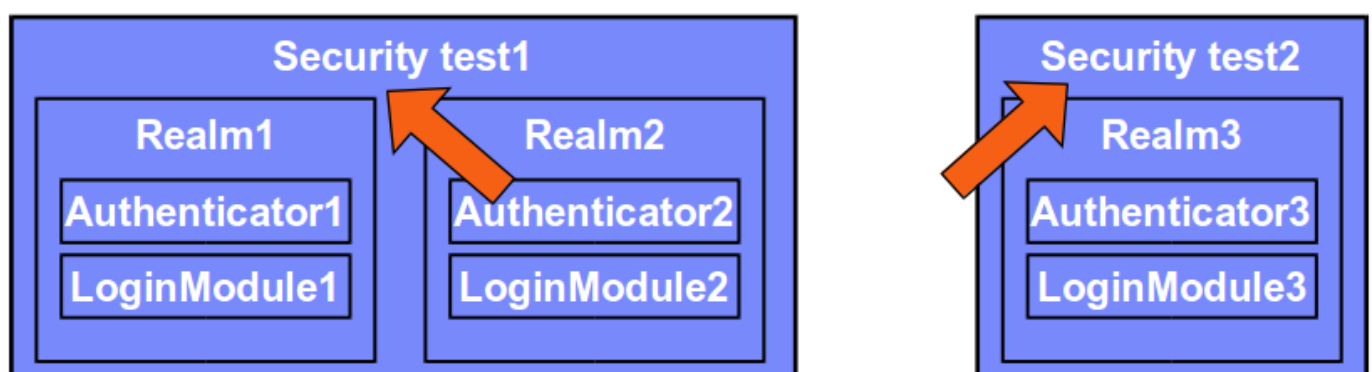 Security test1
Realm1
Authenticator1
LoginModule1
Realm2
Authenticator2
LoginModule2
Security test2
Realm3
Authenticator3
LoginModule3